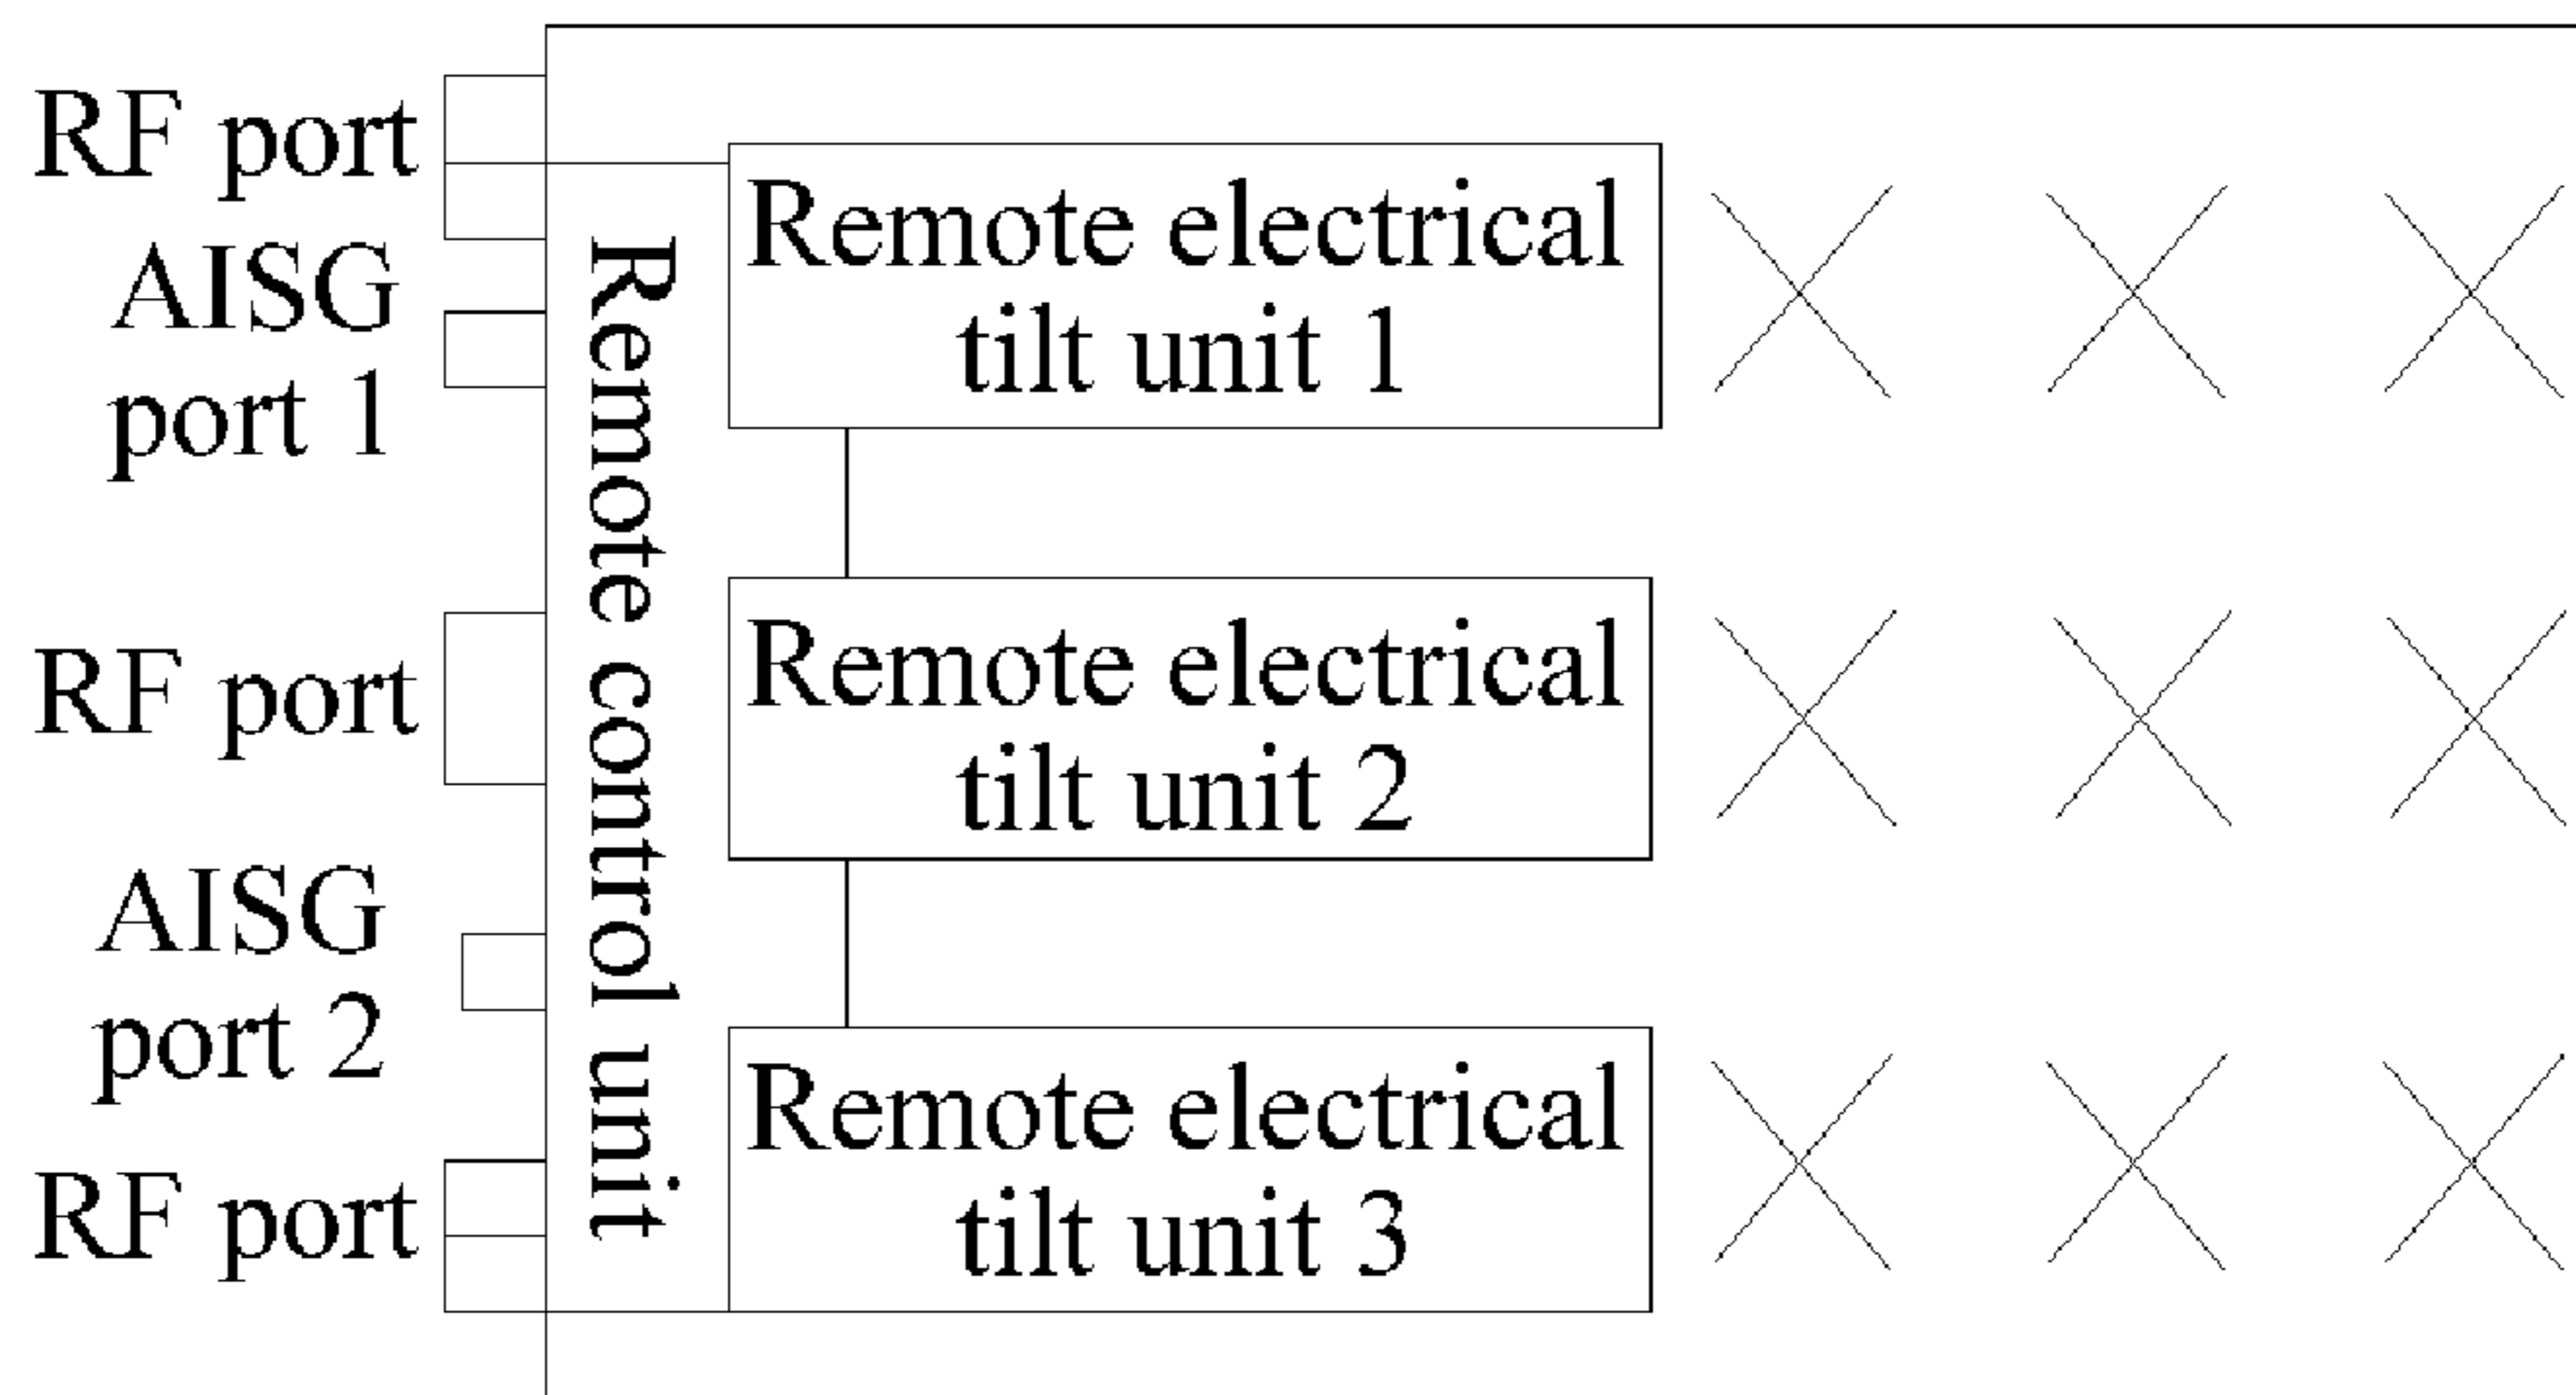 RF port
AISG
port 1
RF port
AISG
port 2
RF port
Remote control unit
Remote electrical
tilt unit 1
Remote electrical
tilt unit 2
Remote electrical
tilt unit 3